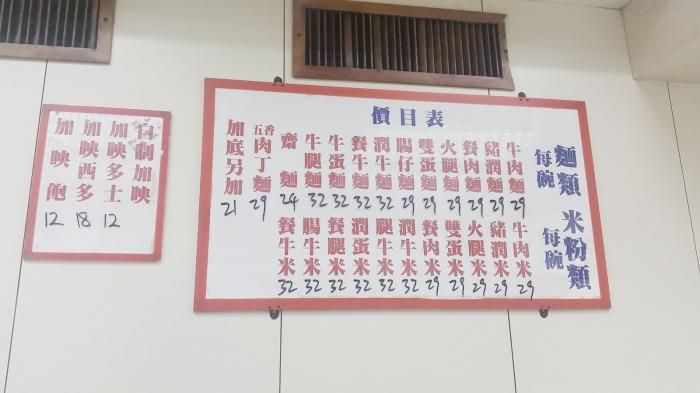 價目表
麵類 每碗
牛肉麵 29
豬潤麵 29
餐肉麵 29
火腿麵 29
雙蛋麵 29
腸仔麵 29
潤牛麵 32
餐牛麵 32
牛蛋麵 32
牛腿麵 32
齋麵 24
五香肉丁麵 29
加底另加 21
米粉類 每碗
牛肉米 29
豬潤米 29
火腿米 29
雙蛋米 29
餐肉米 29
潤牛米 32
腿牛米 32
潤蛋米 32
餐腿米 32
腸牛米 32
餐牛米 32
自制加映
加映多士 12
加映西多 18
加映飽 12